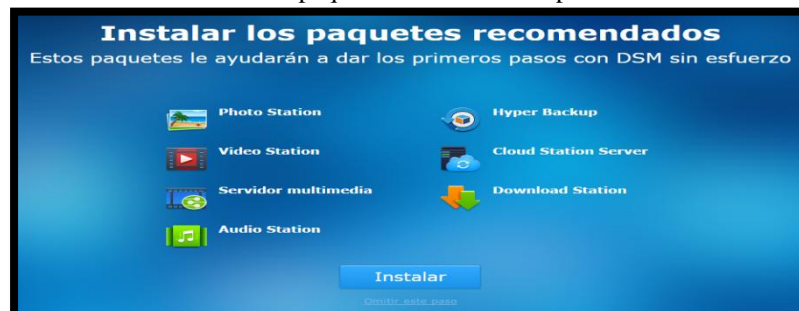 Instalar los paquetes recomendados
Estos paquetes le ayudarán a dar los primeros pasos con DSM sin esfuerzo
Photo Station
Hyper Backup
Video Station
Cloud Station Server
Servidor multimedia
Download Station
Audio Station
Instalar
Omitir este paso